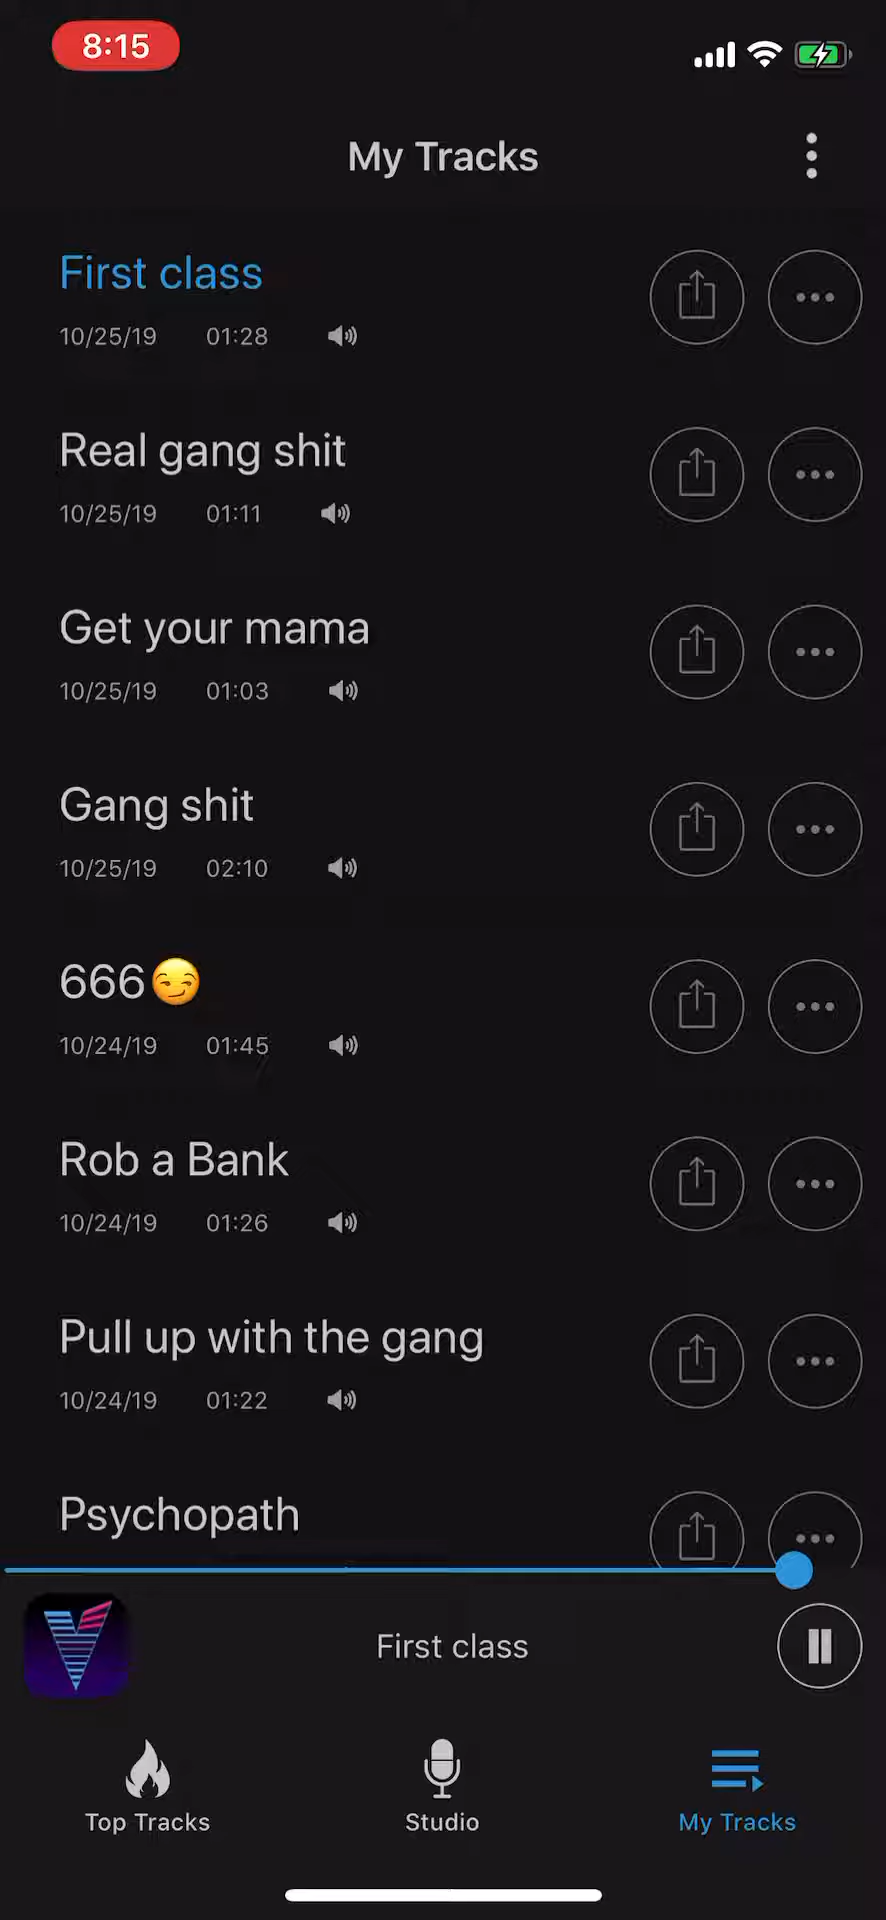 8:15
My Tracks
First class
10/25/19 01:28
Real gang shit
10/25/19 01:11
Get your mama
10/25/19 01:03
Gang shit
10/25/19 02:10
666😏
10/24/19 01:45
Rob a Bank
10/24/19 01:26
Pull up with the gang
10/24/19 01:22
Psychopath
First class
Top Tracks Studio My Tracks